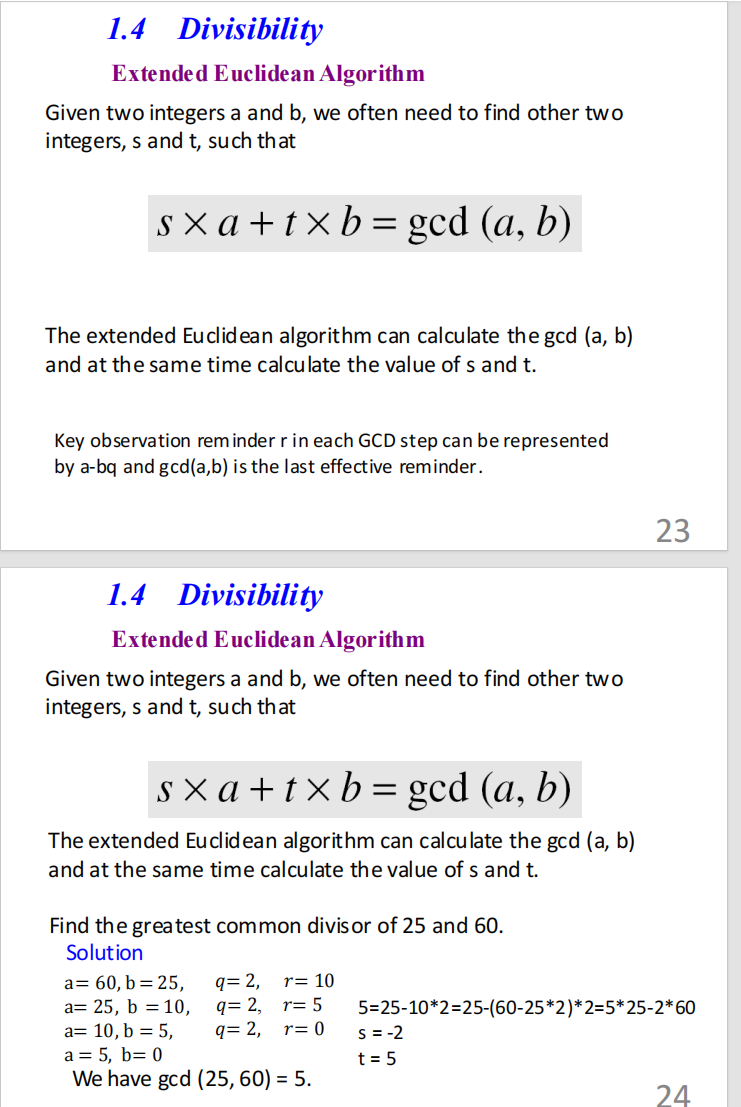 1.4 Divisibility
Extended Euclidean Algorithm
Given two integers a and b, we often need to find other two
integers, s and t, such that
s × a + t × b = gcd (a, b)
The extended Euclidean algorithm can calculate the gcd (a, b)
and at the same time calculate the value of s and t.
Key observation reminder r in each GCD step can be represented
by a-bq and gcd(a,b) is the last effective reminder.
23
1.4 Divisibility
Extended Euclidean Algorithm
Given two integers a and b, we often need to find other two
integers, s and t, such that
s × a + t × b = gcd (a, b)
The extended Euclidean algorithm can calculate the gcd (a, b)
and at the same time calculate the value of s and t.
Find the greatest common divisor of 25 and 60.
Solution
a= 60, b = 25, q= 2, r= 10
a= 25, b = 10, q= 2, r= 5 5=25-10*2=25-(60-25*2)*2=5*25-2*60
a= 10, b = 5, q= 2, r= 0 s = -2
a = 5, b= 0 t = 5
We have gcd (25, 60) = 5.
24